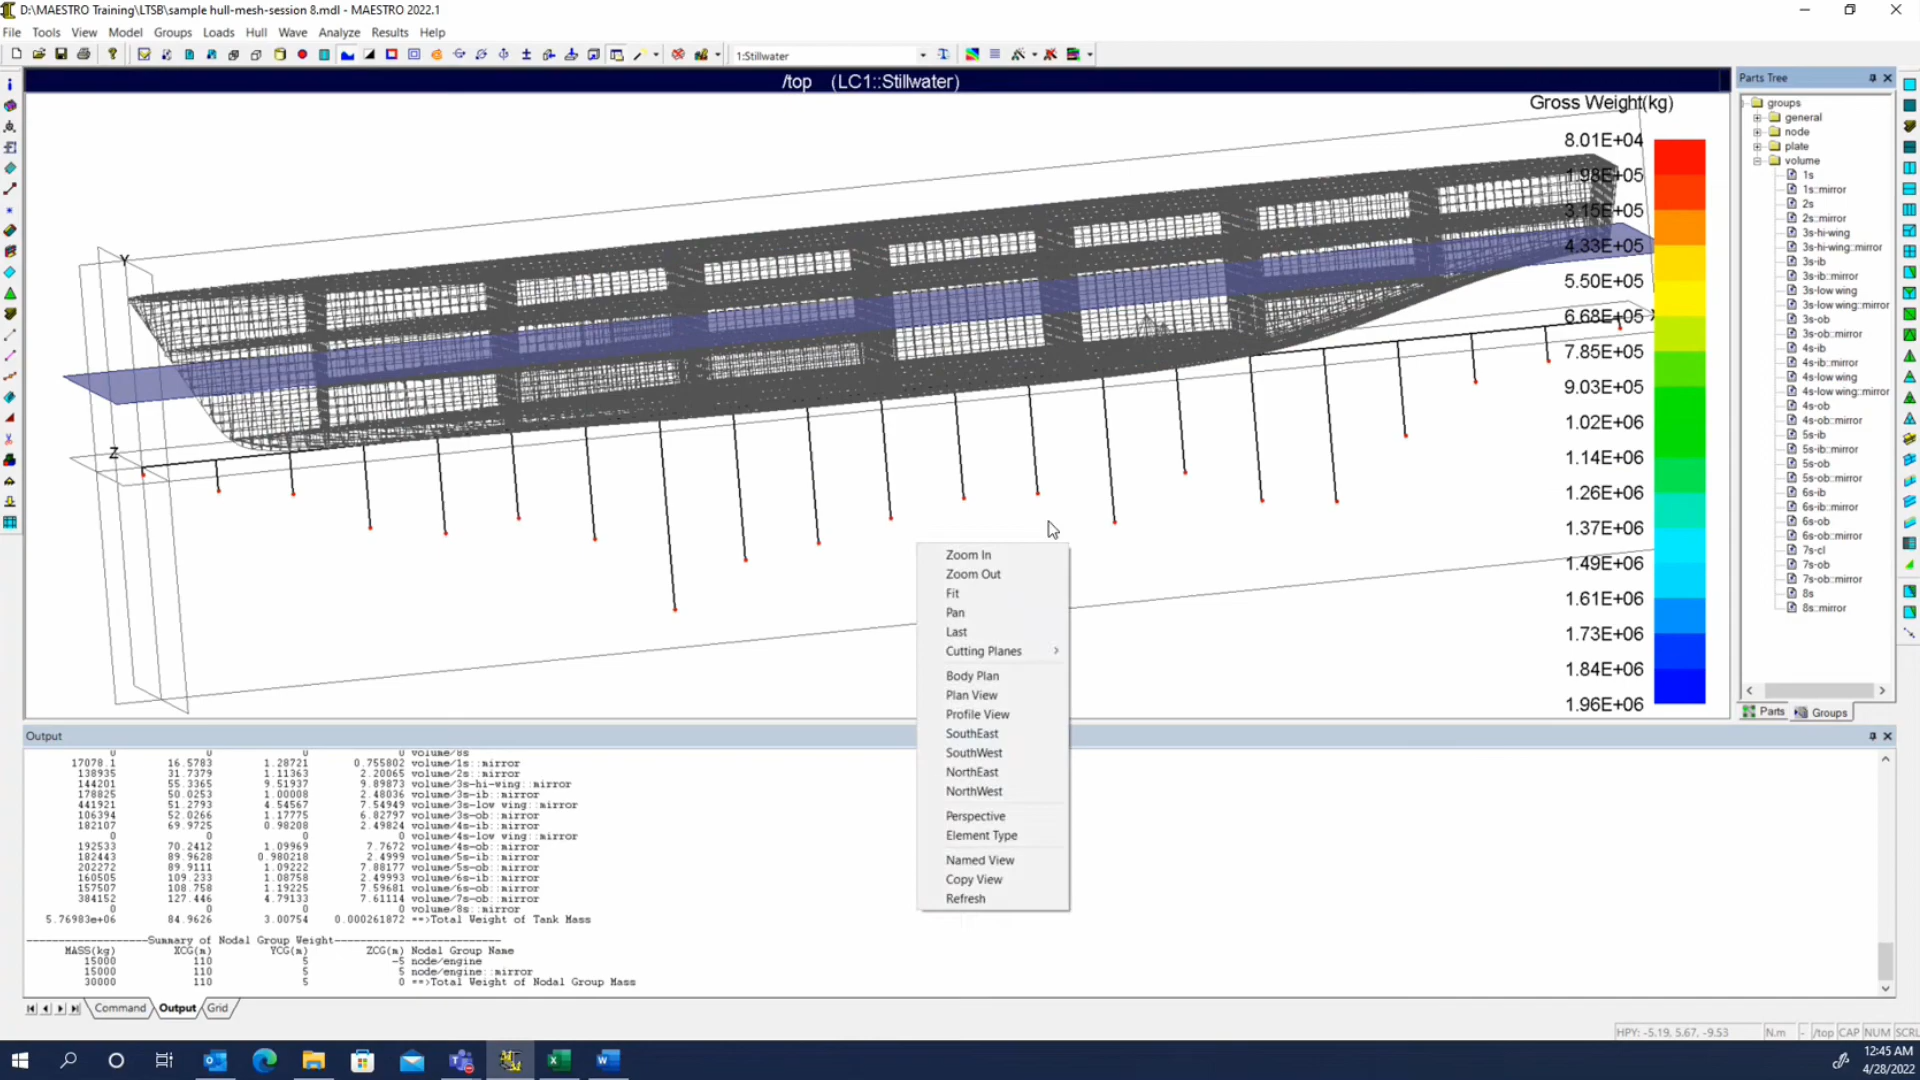 D:\MAESTRO Training\LTSB\sample hull-mesh-session 8.mdl - MAESTRO 2022.1
File Tools View Model Groups Loads Hull Wave Analyze Results Help
1:Stillwater
/top (LC1::Stillwater)
Gross Weight(kg)
8.01E+04
1.98E+05
3.15E+05
4.33E+05
5.50E+05
6.68E+05
7.85E+05
9.03E+05
1.02E+06
1.14E+06
1.26E+06
1.37E+06
1.49E+06
1.61E+06
1.73E+06
1.84E+06
1.96E+06
Y
Z
X
Parts Tree
groups
general
node
plate
volume
1s
1s::mirror
2s
2s::mirror
3s-hi-wing
3s-hi-wing::mirror
3s-ib
3s-ib::mirror
3s-low wing
3s-low wing::mirror
3s-ob
3s-ob::mirror
4s-ib
4s-ib::mirror
4s-low wing
4s-low wing::mirror
4s-ob
4s-ob::mirror
5s-ib
5s-ib::mirror
5s-ob
5s-ob::mirror
6s-ib
6s-ib::mirror
6s-ob
6s-ob::mirror
7s-cl
7s-ob
7s-ob::mirror
8s
8s::mirror
Parts Groups
Zoom In
Zoom Out
Fit
Pan
Last
Cutting Planes
Body Plan
Plan View
Profile View
SouthEast
SouthWest
NorthEast
NorthWest
Perspective
Element Type
Named View
Copy View
Refresh
Output
0 0 0 0 volume/8s
17078.1 16.5783 1.28721 0.755802 volume/1s::mirror
138935 31.7379 1.11363 2.20065 volume/2s::mirror
144201 55.3365 9.51937 9.89873 volume/3s-hi-wing::mirror
178825 50.0253 1.00008 2.48036 volume/3s-ib::mirror
441921 51.2793 4.54567 7.54949 volume/3s-low wing::mirror
106394 52.0266 1.17775 6.82797 volume/3s-ob::mirror
182107 69.9725 0.98208 2.49824 volume/4s-ib::mirror
0 0 0 0 volume/4s-low wing::mirror
192533 70.2412 1.09969 7.7672 volume/4s-ob::mirror
182443 89.9628 0.980218 2.4999 volume/5s-ib::mirror
202272 89.9111 1.09222 7.88177 volume/5s-ob::mirror
160505 109.233 1.08758 2.49993 volume/6s-ib::mirror
157507 108.758 1.19225 7.59681 volume/6s-ob::mirror
384152 127.446 4.79133 7.61114 volume/7s-ob::mirror
0 0 0 0 volume/8s::mirror
5.76983e+06 84.9626 3.00754 0.000261872 ==>Total Weight of Tank Mass
--------------------Summary of Nodal Group Weight----------------------------
MASS(kg) XCG(m) YCG(m) ZCG(m) Nodal Group Name
15000 110 5 -5 node/engine
15000 110 5 5 node/engine::mirror
30000 110 5 0 ==>Total Weight of Nodal Group Mass
Command Output Grid
HPY: -5.19, 5.67, -9.53 N.m - /top CAP NUM SCRL
12:45 AM
4/28/2022